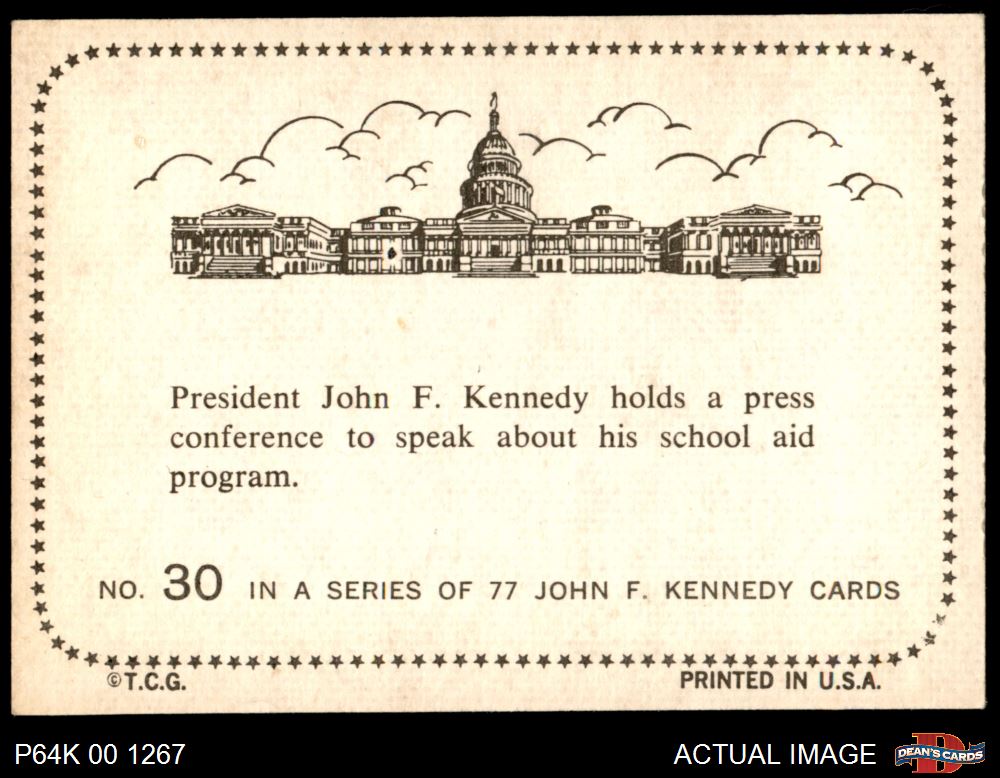 President John F. Kennedy holds a press
conference to speak about his school aid
program.
NO. 30 IN A SERIES OF 77 JOHN F. KENNEDY CARDS
©T.C.G.
PRINTED IN U.S.A.
P64K 00 1267
ACTUAL IMAGE
D
DEAN'S CARDS